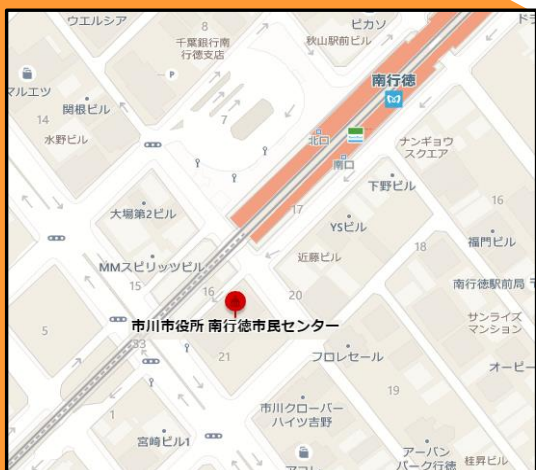 ウエルシア
8
ピカソ
ドラ
千葉銀行南
行徳支店
秋山駅前ビル
P
南行徳
マルエツ
関根ビル
14
水野ビル
7
北口
南口
ナンギョウ
スクエア
下野ビル
17
16
大場第2ビル
YSビル
18
福門ビル
近藤ビル
MMスピリッツビル
15
16
20
南行徳駅前局
市川市役所 南行徳市民センター
サンライズ
マンション
5
33
21
フロレセール
オーピー
19
1
市川クローバー
ハイツ吉野
宮崎ビル1
アーバン
パーク行徳
桂昇ビル